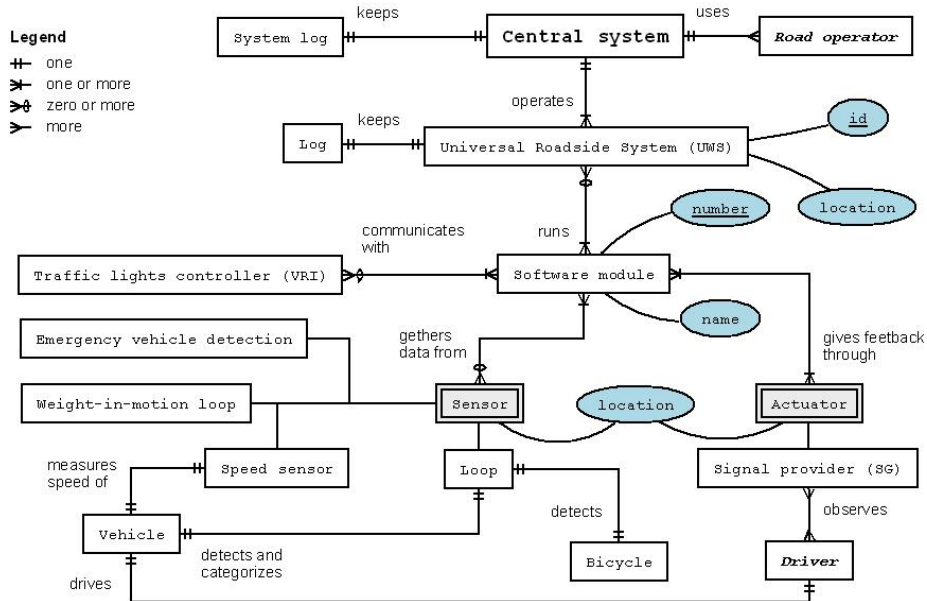 keeps
uses
System log
Central system
Road operator
Legend
one
one or more
zero or more
more
operates
keeps
id
Log
Universal Roadside System (UWS)
number
location
communicates
with
runs
Traffic lights controller (VRI)
Software module
name
Emergency vehicle detection
gethers
data from
gives feetback
through
Weight-in-motion loop
Sensor
location
Actuator
measures
speed of
Speed sensor
Loop
Signal provider (SG)
detects
observes
Vehicle
detects and
categorizes
Bicycle
Driver
drives